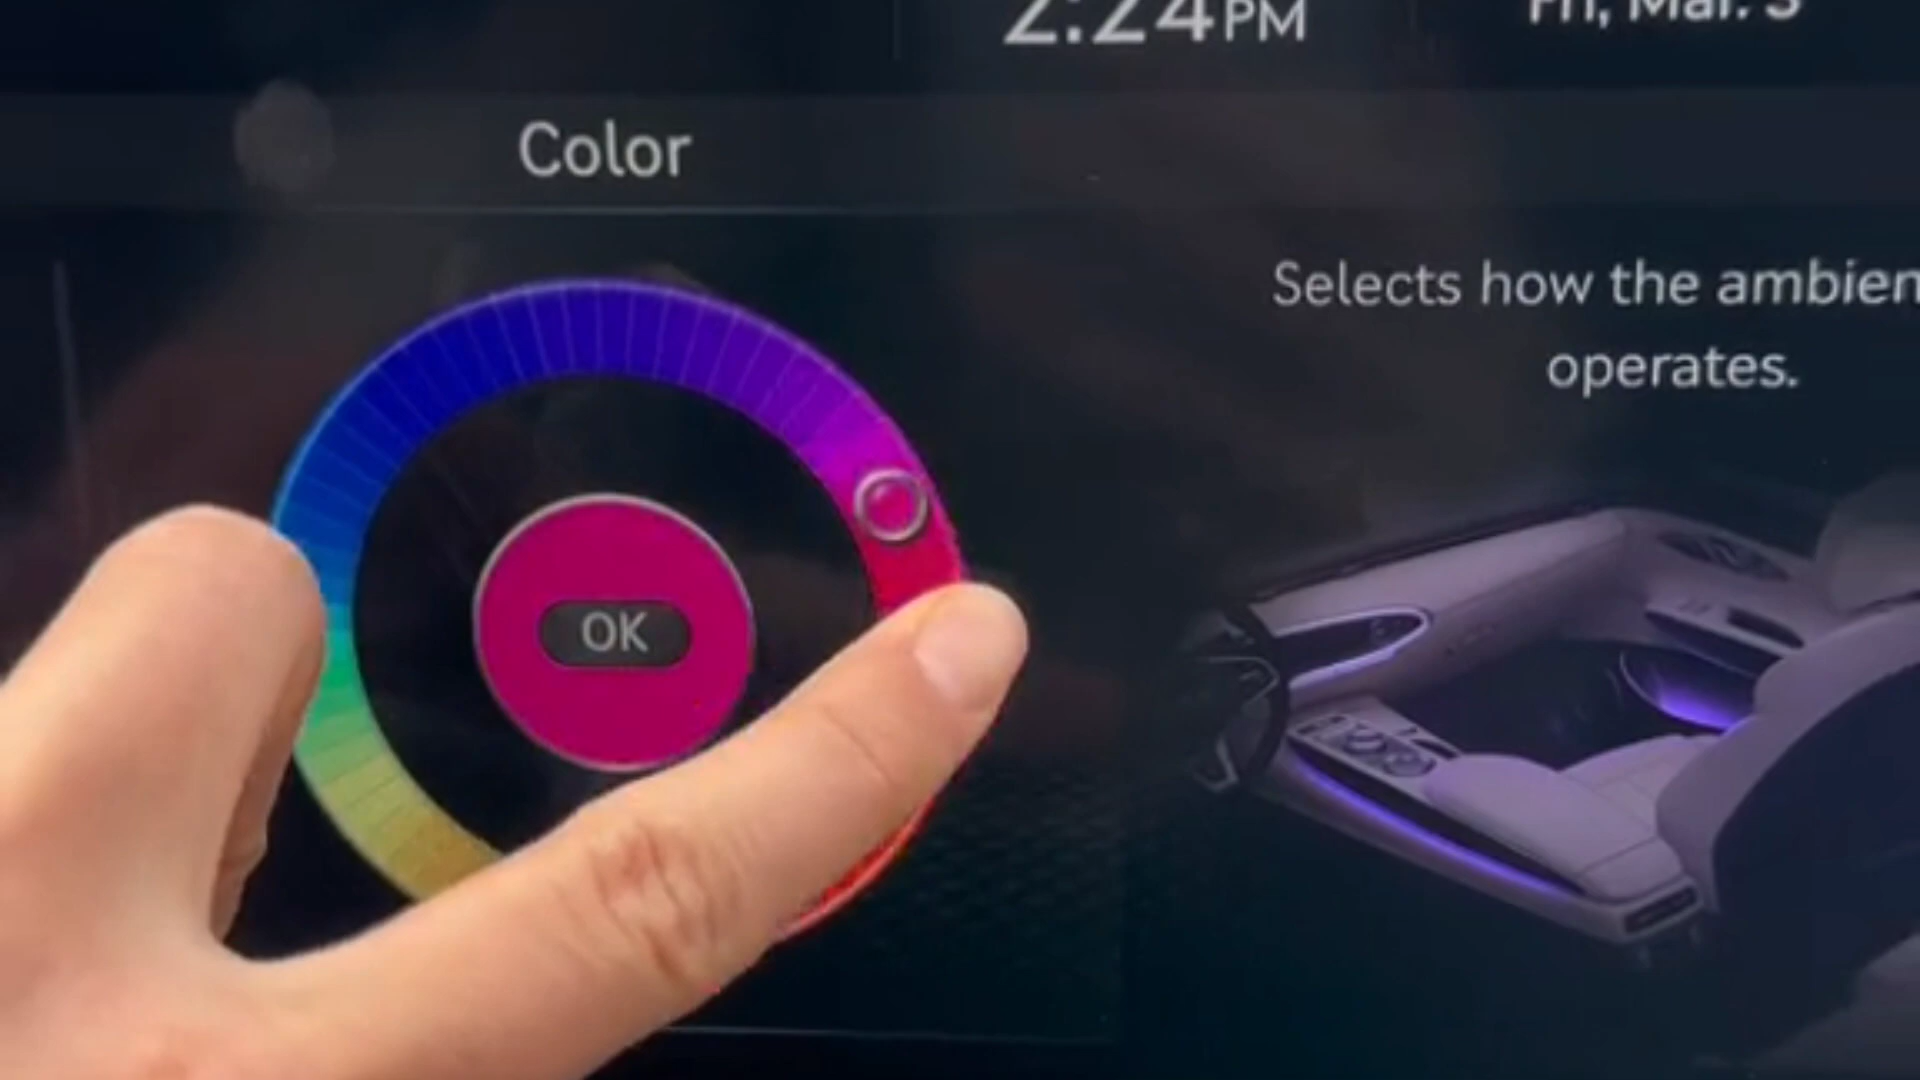 2:24 PM
Fri, Mar. 3
Color
Selects how the ambien
operates.
OK